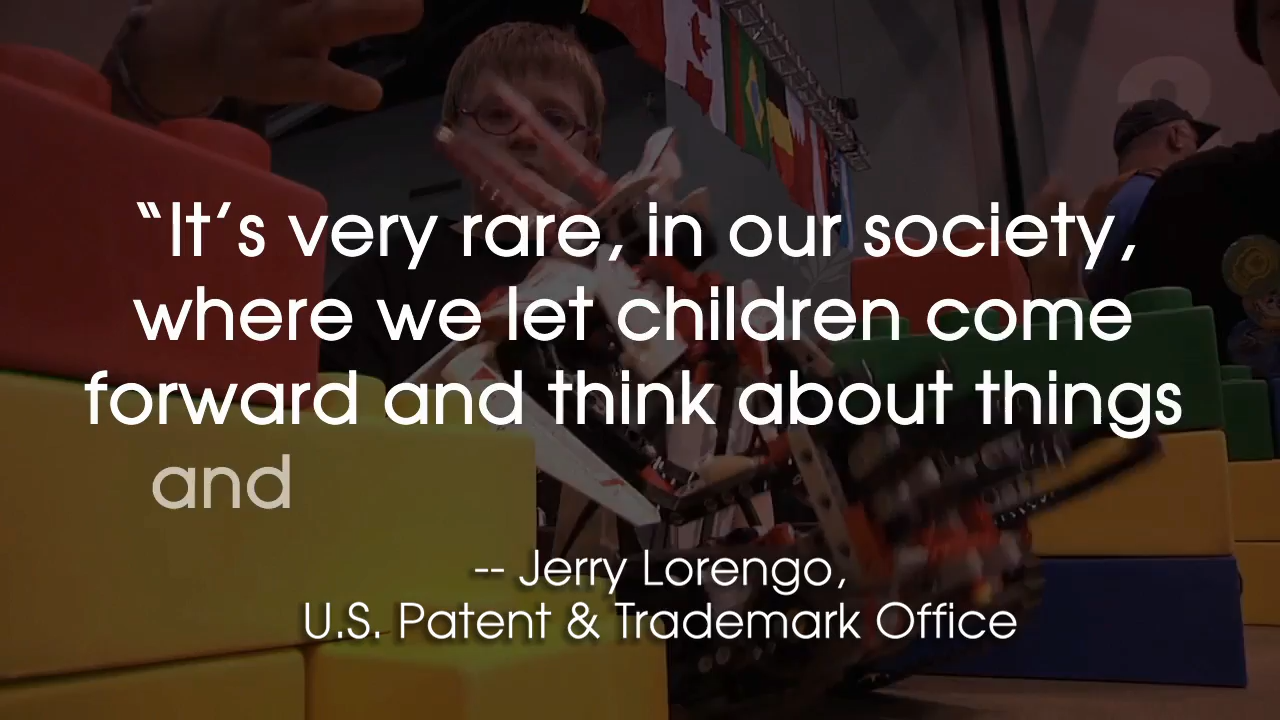 “It’s very rare, in our society,
where we let children come
forward and think about things
and
-- Jerry Lorengo,
U.S. Patent & Trademark Office